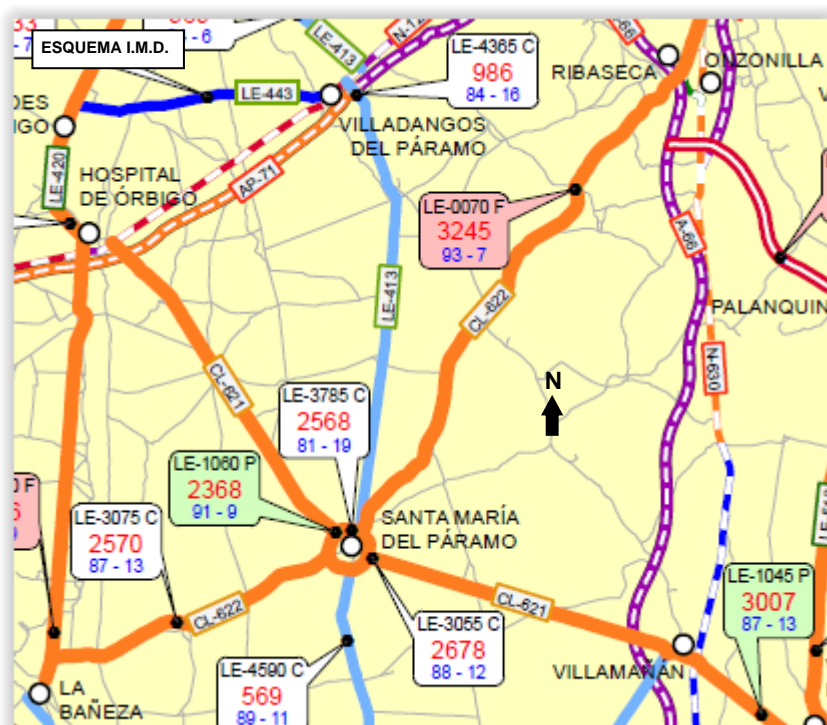 - 6
ESQUEMA I.M.D.
LE-413
N-12
A-66
LE-4365 C
986
84 - 16
RIBASECA
ONZONILLA
LE-443
VILLADANGOS
DEL PÁRAMO
LE-420
HOSPITAL
DE ÓRBIGO
AP-71
LE-0070 F
3245
93 - 7
A-66
LE-413
CL-622
PALANQUIN
N-630
N
CL-621
LE-3785 C
2568
81 - 19
LE-1060 P
2368
91 - 9
LE-3075 C
2570
87 - 13
SANTA MARÍA
DEL PÁRAMO
CL-622
CL-621
LE-3055 C
2678
88 - 12
LE-1045 P
3007
87 - 13
VILLAMAÑÁN
LE-4590 C
569
89 - 11
LA
BAÑEZA